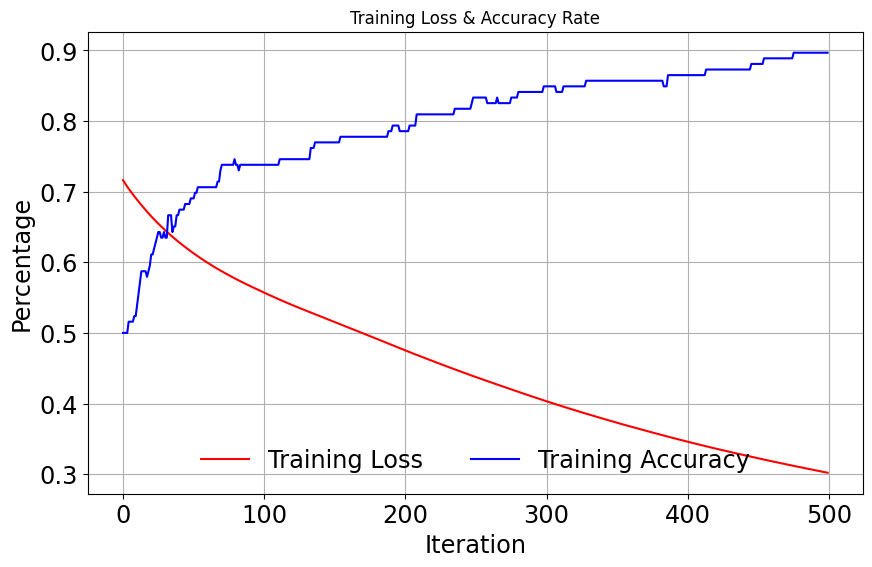 Training Loss & Accuracy Rate
0.9
0.8
0.7
0.6
0.5
0.4
0.3
Percentage
Training Loss Training Accuracy
0 100 200 300 400 500
Iteration